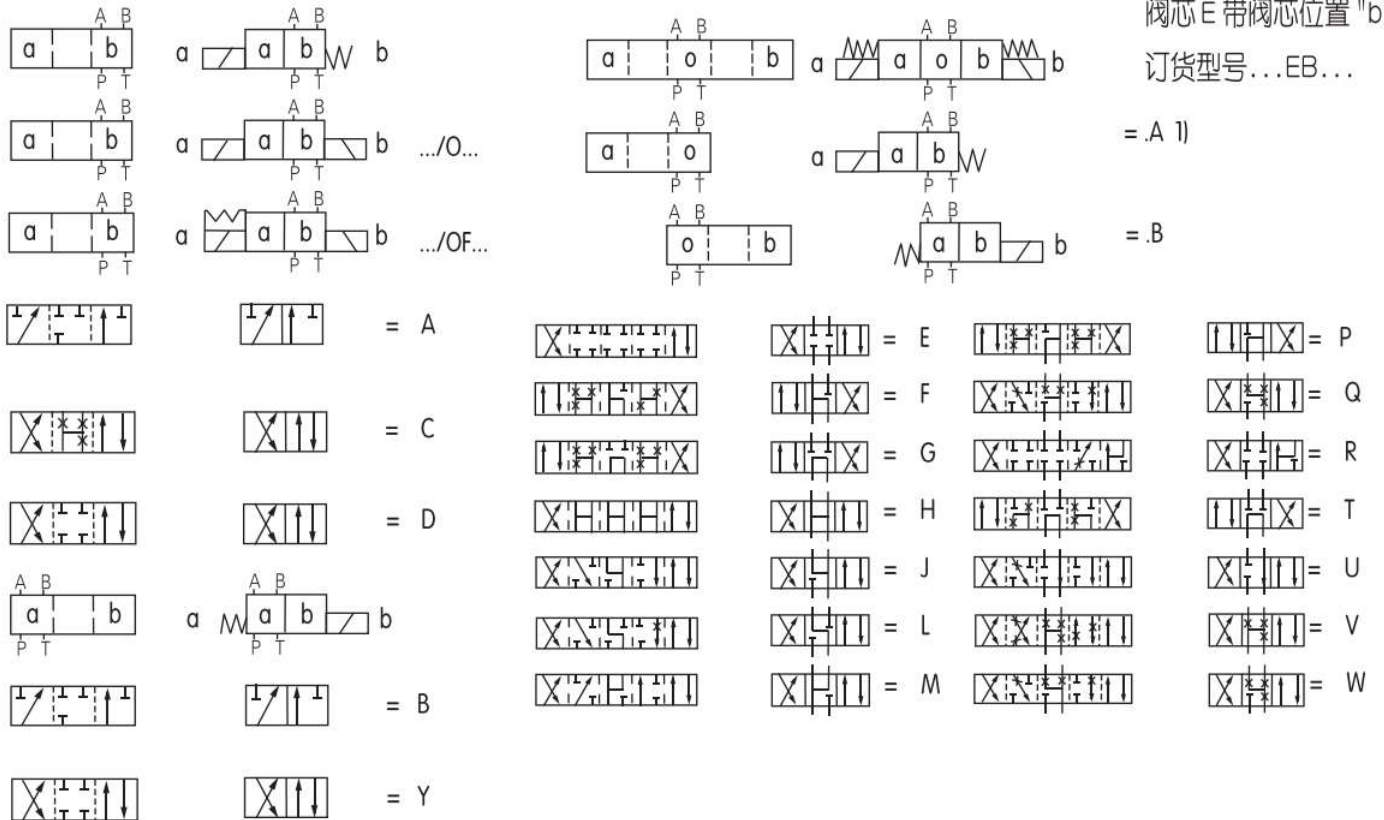 阀芯 E 带阀芯位置 "b
A B A B
a b a a b b
P T P T
A B A B
a o b a a o b b
P T P T
订货型号...EB...
A B A B
a b a a b b .../O...
P T P T
A B A B
a o a a b
P T P T
= .A 1)
A B A B
a b a a b b .../OF...
P T P T
A B A B
o b a b b
P T P T
= .B
= A
= E = P
= F = Q
= C
= G = R
= D
= H = T
A B A B
a b a a b b
P T P T
= J = U
= L = V
= M = W
= B
= Y